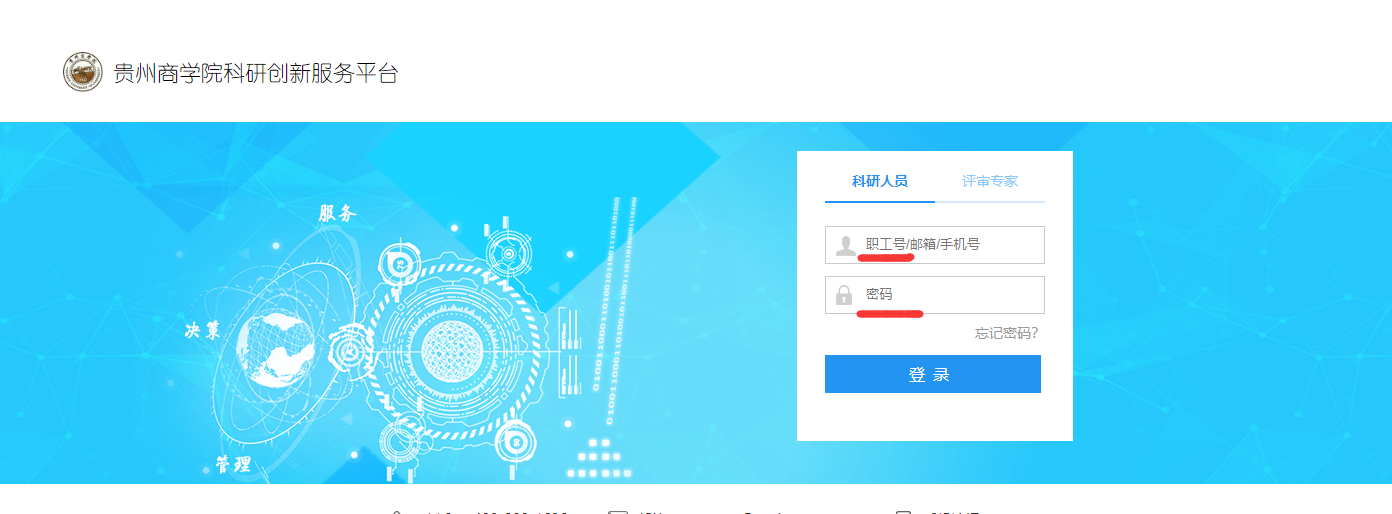 贵州商学院科研创新服务平台
科研人员 评审专家
职工号/邮箱/手机号
密码
忘记密码?
登 录
服务
决策
管理